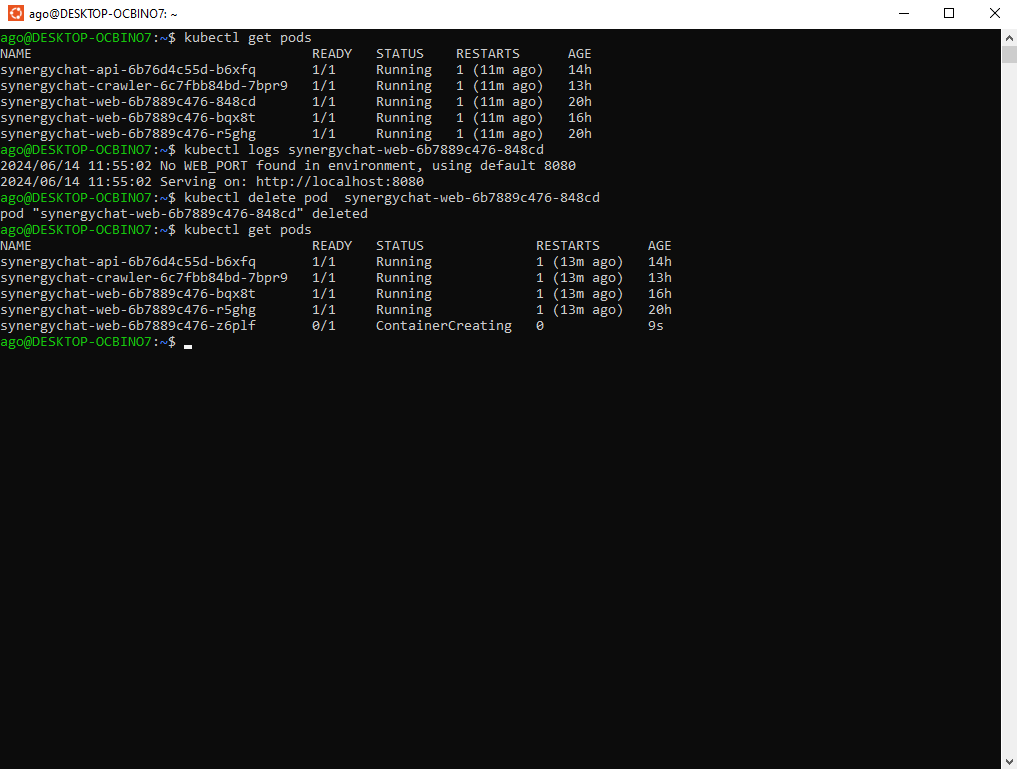 ago@DESKTOP-OCBINO7: ~
ago@DESKTOP-OCBINO7:~$ kubectl get pods
NAME                                   READY   STATUS    RESTARTS      AGE
synergychat-api-6b76d4c55d-b6xfq       1/1     Running   1 (11m ago)   14h
synergychat-crawler-6c7fbb84bd-7bpr9   1/1     Running   1 (11m ago)   13h
synergychat-web-6b7889c476-848cd       1/1     Running   1 (11m ago)   20h
synergychat-web-6b7889c476-bqx8t       1/1     Running   1 (11m ago)   16h
synergychat-web-6b7889c476-r5ghg       1/1     Running   1 (11m ago)   20h
ago@DESKTOP-OCBINO7:~$ kubectl logs synergychat-web-6b7889c476-848cd
2024/06/14 11:55:02 No WEB_PORT found in environment, using default 8080
2024/06/14 11:55:02 Serving on: http://localhost:8080
ago@DESKTOP-OCBINO7:~$ kubectl delete pod  synergychat-web-6b7889c476-848cd
pod "synergychat-web-6b7889c476-848cd" deleted
ago@DESKTOP-OCBINO7:~$ kubectl get pods
NAME                                   READY   STATUS              RESTARTS      AGE
synergychat-api-6b76d4c55d-b6xfq       1/1     Running             1 (13m ago)   14h
synergychat-crawler-6c7fbb84bd-7bpr9   1/1     Running             1 (13m ago)   13h
synergychat-web-6b7889c476-bqx8t       1/1     Running             1 (13m ago)   16h
synergychat-web-6b7889c476-r5ghg       1/1     Running             1 (13m ago)   20h
synergychat-web-6b7889c476-z6plf       0/1     ContainerCreating   0             9s
ago@DESKTOP-OCBINO7:~$